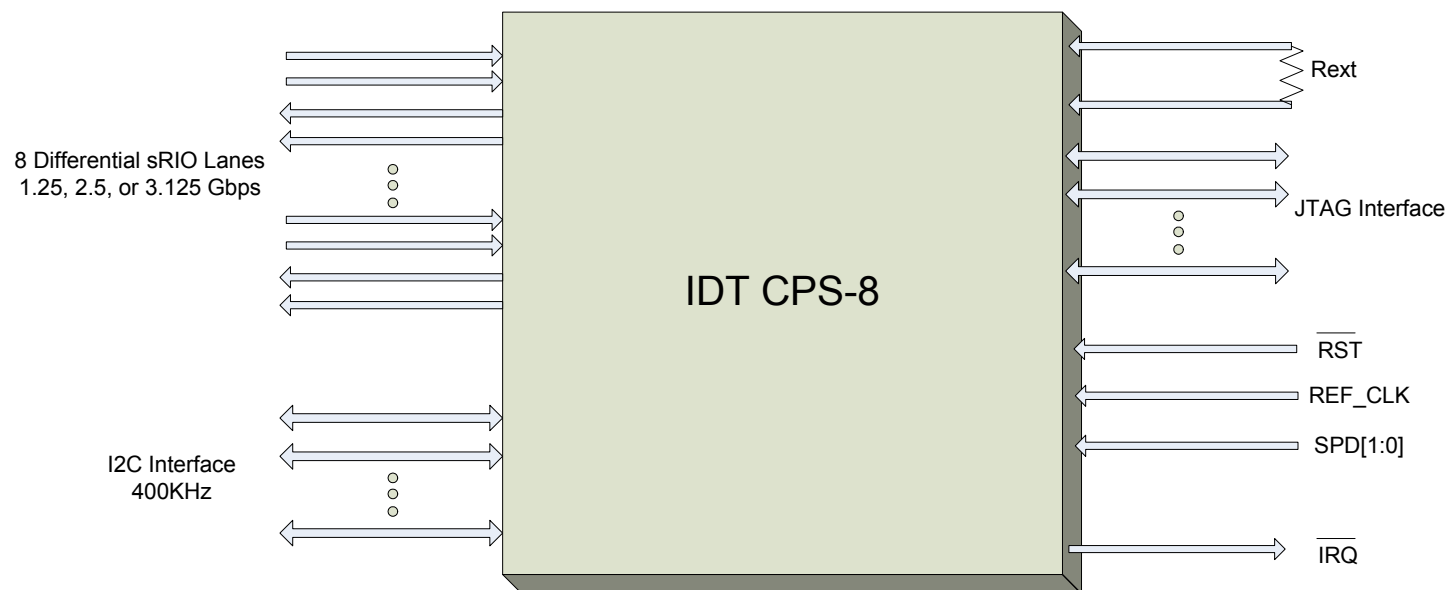 8 Differential sRIO Lanes
1.25, 2.5, or 3.125 Gbps
I2C Interface
400KHz
IDT CPS-8
Rext
JTAG Interface
RST
REF_CLK
SPD[1:0]
IRQ